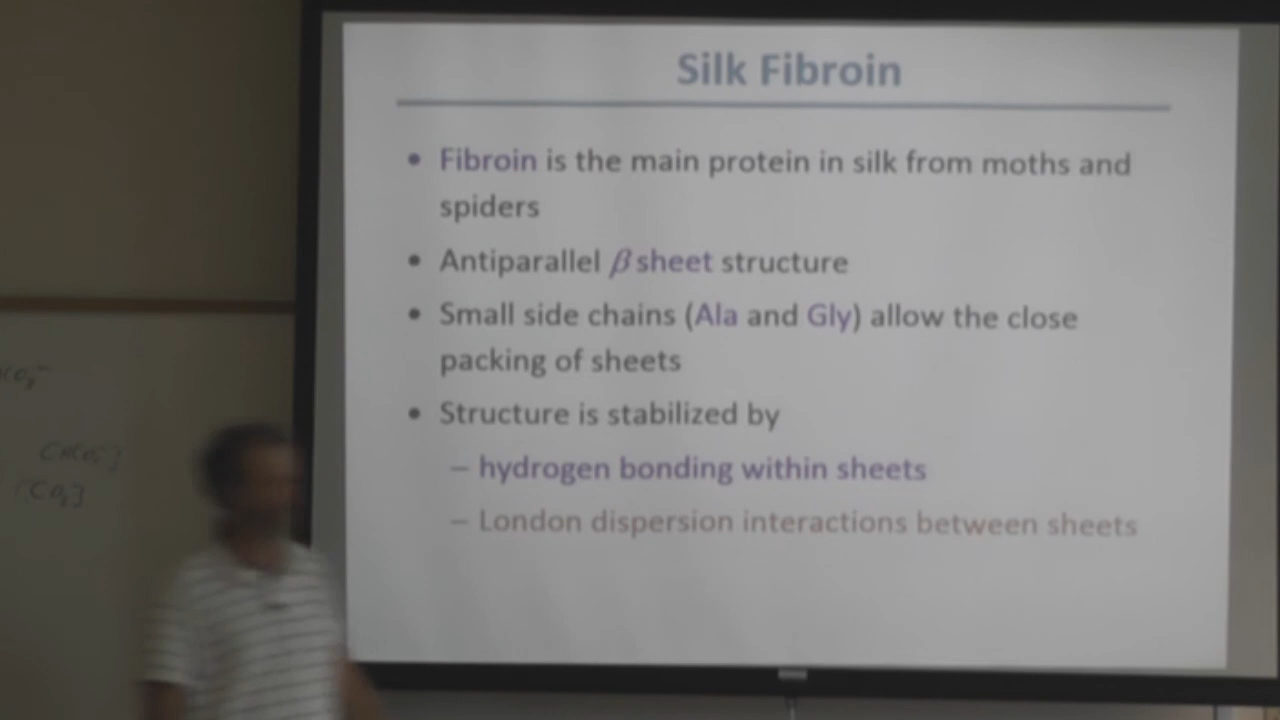 Silk Fibroin
• Fibroin is the main protein in silk from moths and
spiders
• Antiparallel β sheet structure
• Small side chains (Ala and Gly) allow the close
packing of sheets
• Structure is stabilized by
– hydrogen bonding within sheets
– London dispersion interactions between sheets
[CO₂]